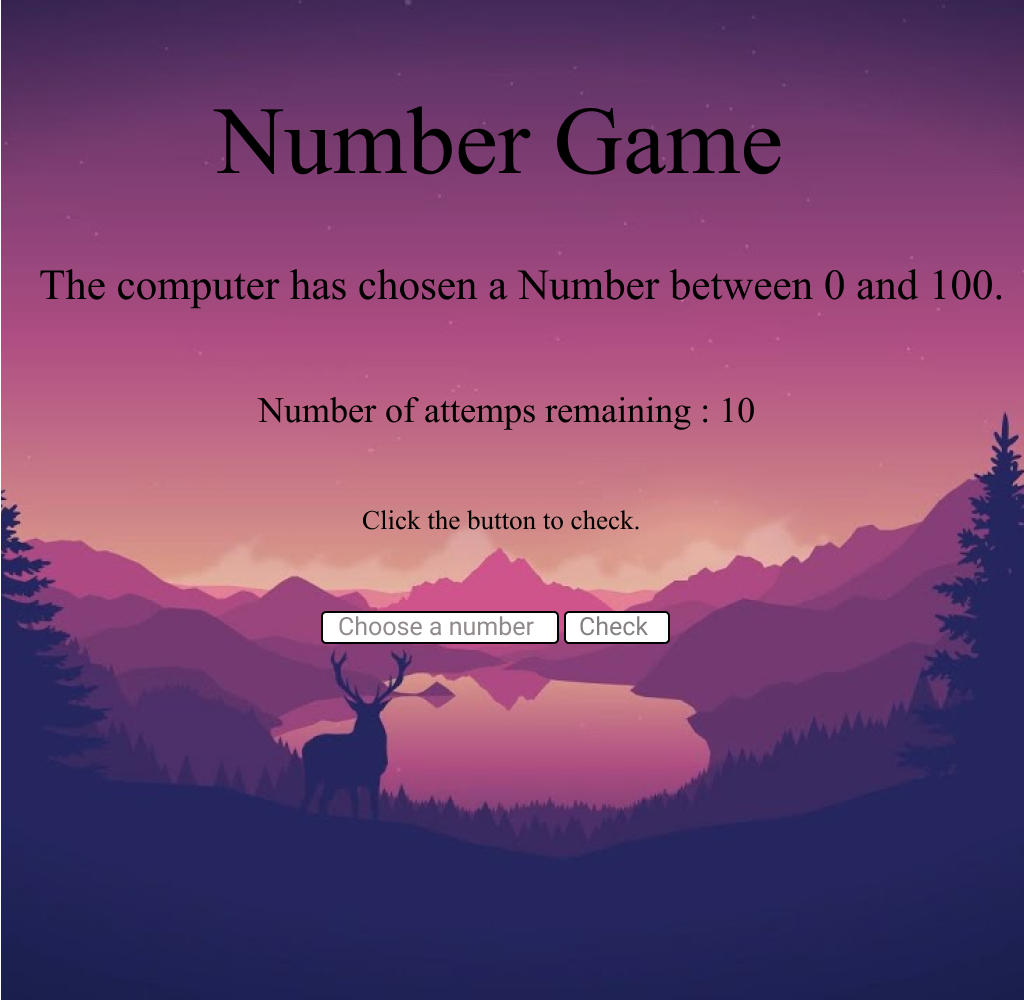 Number Game
The computer has chosen a Number between 0 and 100.
Number of attemps remaining : 10
Click the button to check.
Choose a number Check